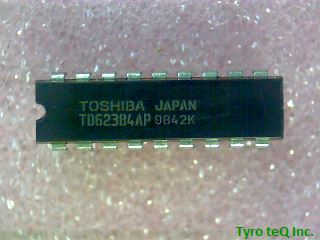 TOSHIBA JAPAN
TD62384AP 9842K
Tyro teQ Inc.